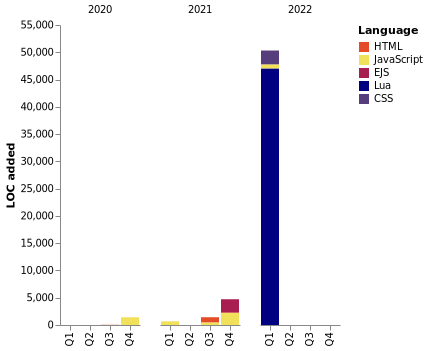 2020 2021 2022
Language
HTML
JavaScript
EJS
Lua
CSS
LOC added
55,000
50,000
45,000
40,000
35,000
30,000
25,000
20,000
15,000
10,000
5,000
0
Q1 Q2 Q3 Q4 Q1 Q2 Q3 Q4 Q1 Q2 Q3 Q4